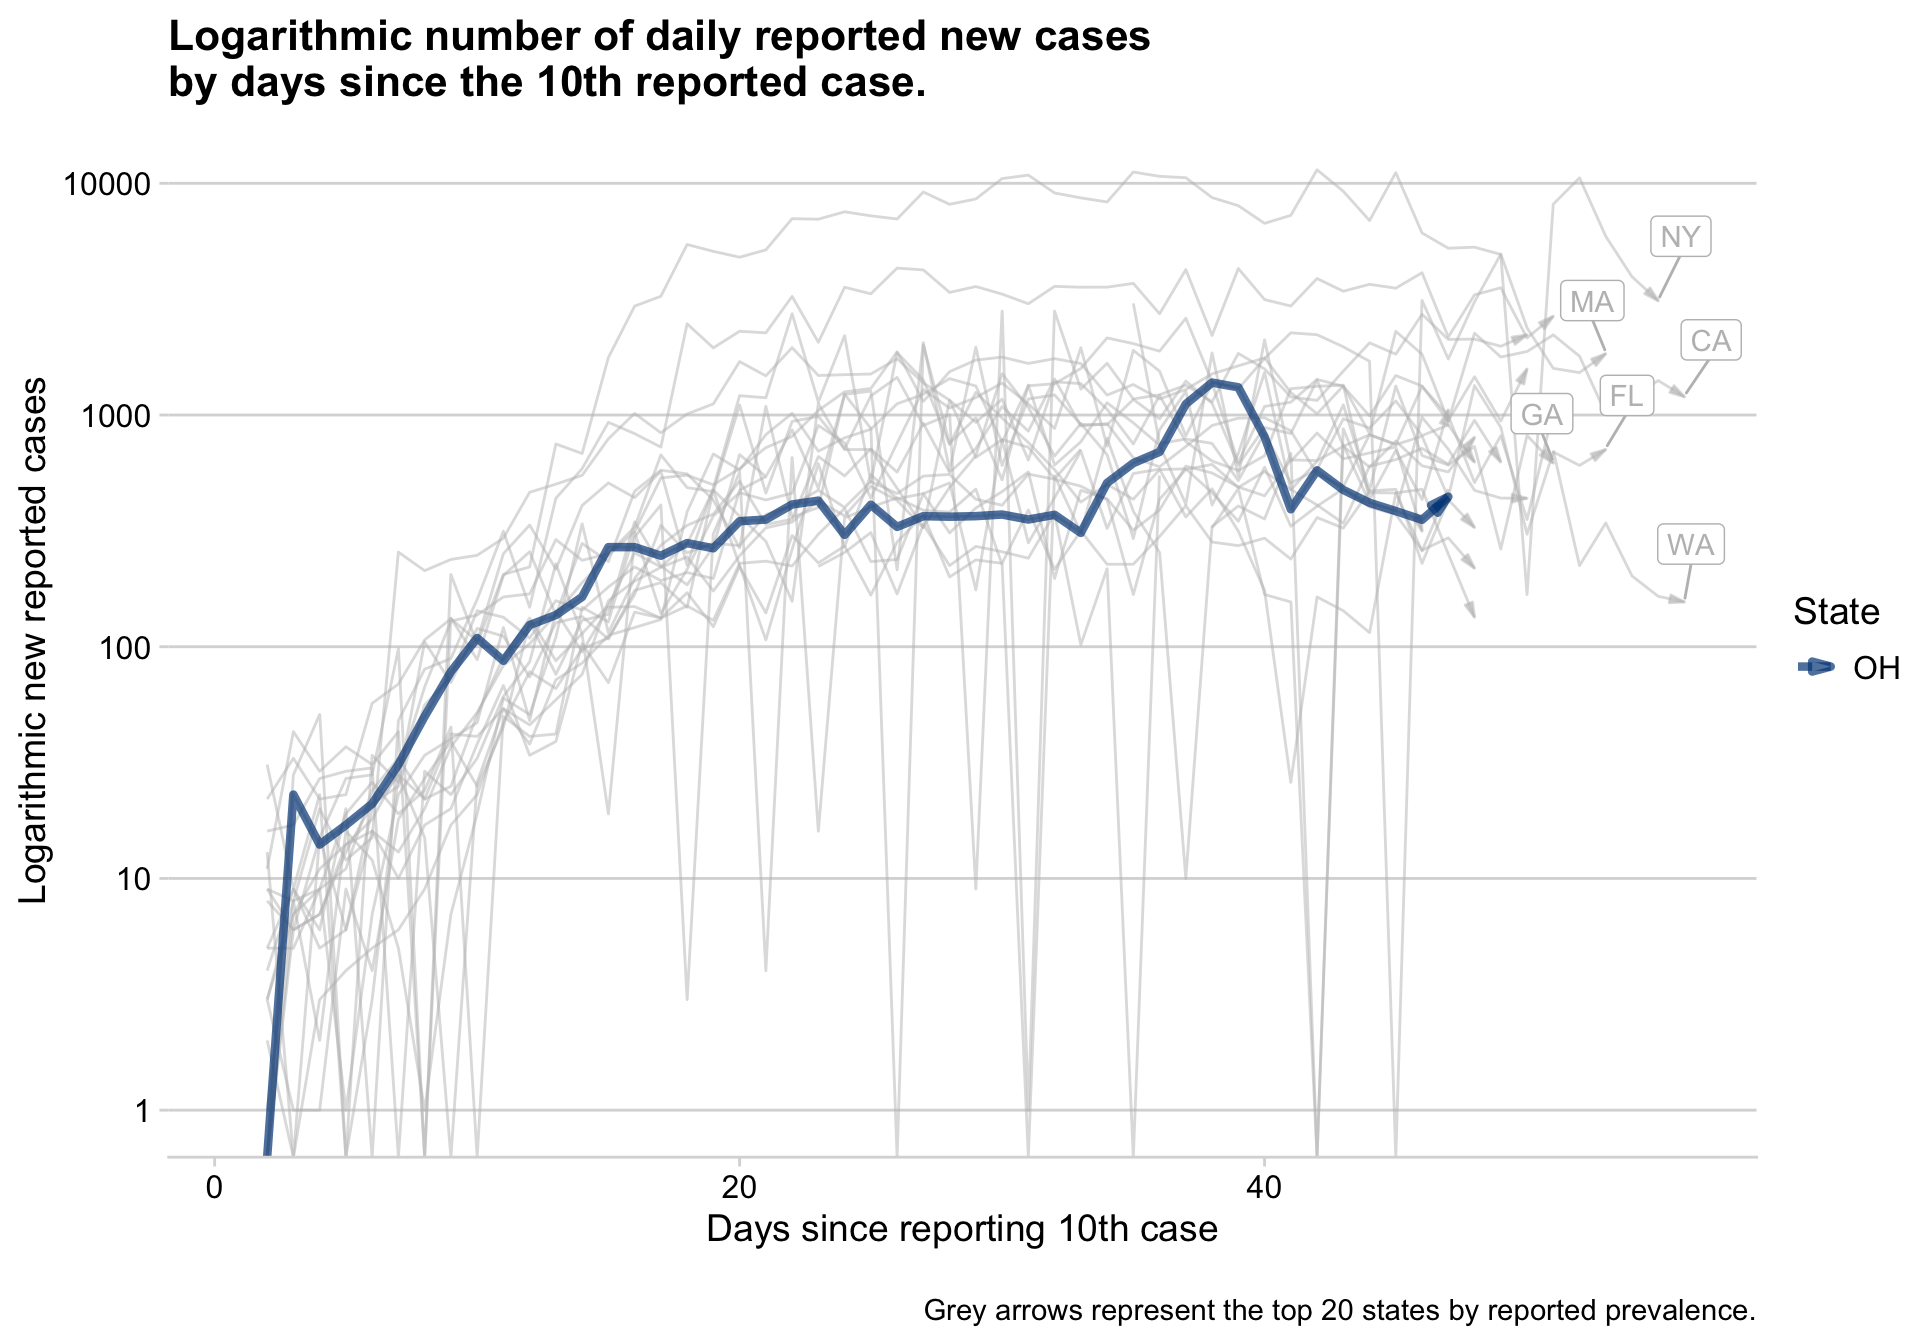 Logarithmic number of daily reported new cases
by days since the 10th reported case.
Logarithmic new reported cases
10000
1000
100
10
1
NY
MA
CA
FL
GA
WA
State
OH
0
20
40
Days since reporting 10th case
Grey arrows represent the top 20 states by reported prevalence.